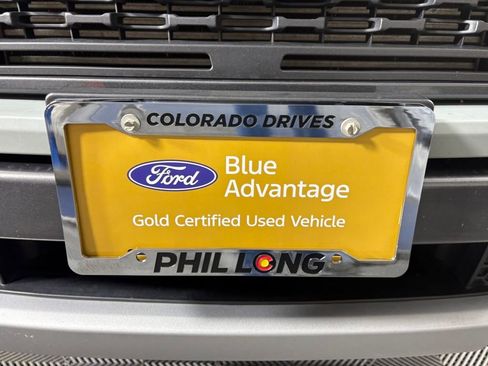 COLORADO DRIVES
Ford
Blue
Advantage
Gold Certified Used Vehicle
PHIL LONG